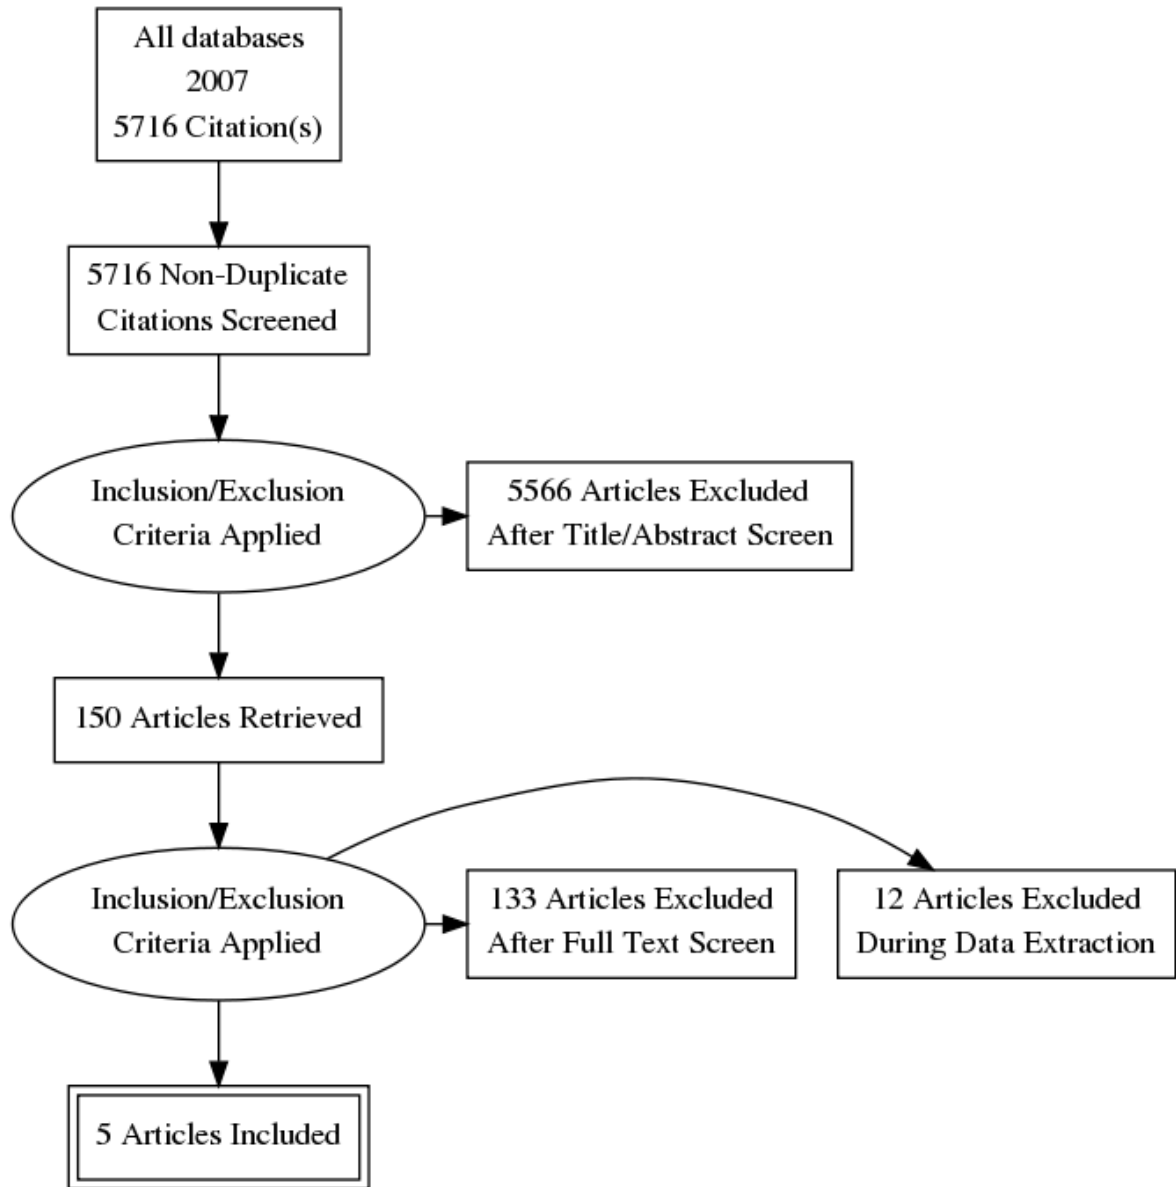 All databases
2007
5716 Citation(s)
5716 Non-Duplicate
Citations Screened
Inclusion/Exclusion
Criteria Applied
5566 Articles Excluded
After Title/Abstract Screen
150 Articles Retrieved
Inclusion/Exclusion
Criteria Applied
133 Articles Excluded
After Full Text Screen
12 Articles Excluded
During Data Extraction
5 Articles Included